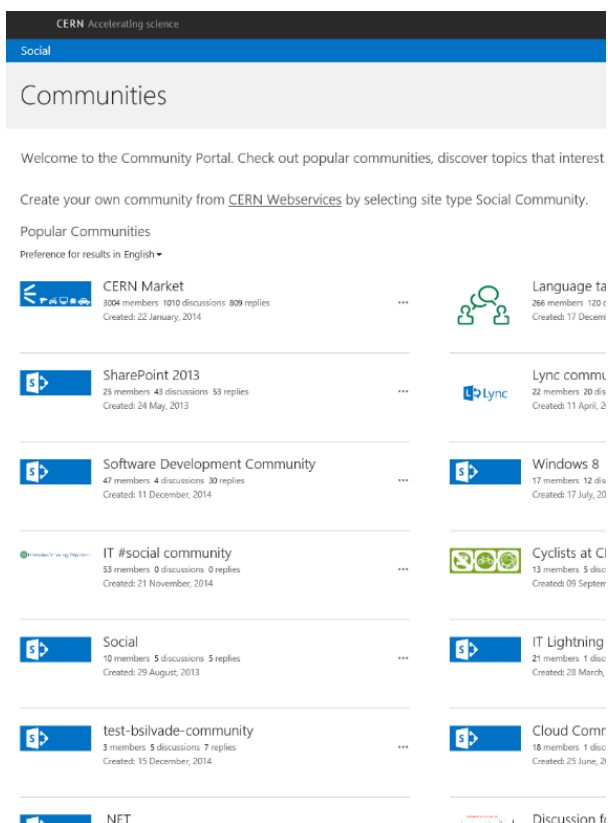 CERN Accelerating science
Social
Communities
Welcome to the Community Portal. Check out popular communities, discover topics that interest
Create your own community from CERN Webservices by selecting site type Social Community.
Popular Communities
Preference for results in English
CERN Market
3004 members 1010 discussions 809 replies
Created: 22 January, 2014
Language ta
266 members 120 d
Created: 17 Decem
SharePoint 2013
25 members 43 discussions 53 replies
Created: 24 May, 2013
Lync
Lync commu
22 members 20 dis
Created: 11 April, 2
Software Development Community
47 members 4 discussions 30 replies
Created: 11 December, 2014
Windows 8
17 members 12 dis
Created: 17 July, 20
IT #social community
53 members 0 discussions 0 replies
Created: 21 November, 2014
Cyclists at C
13 members 5 disc
Created: 09 Septem
Social
10 members 5 discussions 5 replies
Created: 29 August, 2013
IT Lightning
21 members 1 disc
Created: 28 March,
test-bsilvade-community
3 members 5 discussions 7 replies
Created: 15 December, 2014
Cloud Comm
18 members 1 disc
Created: 25 June, 2
.NET
Discussion fo